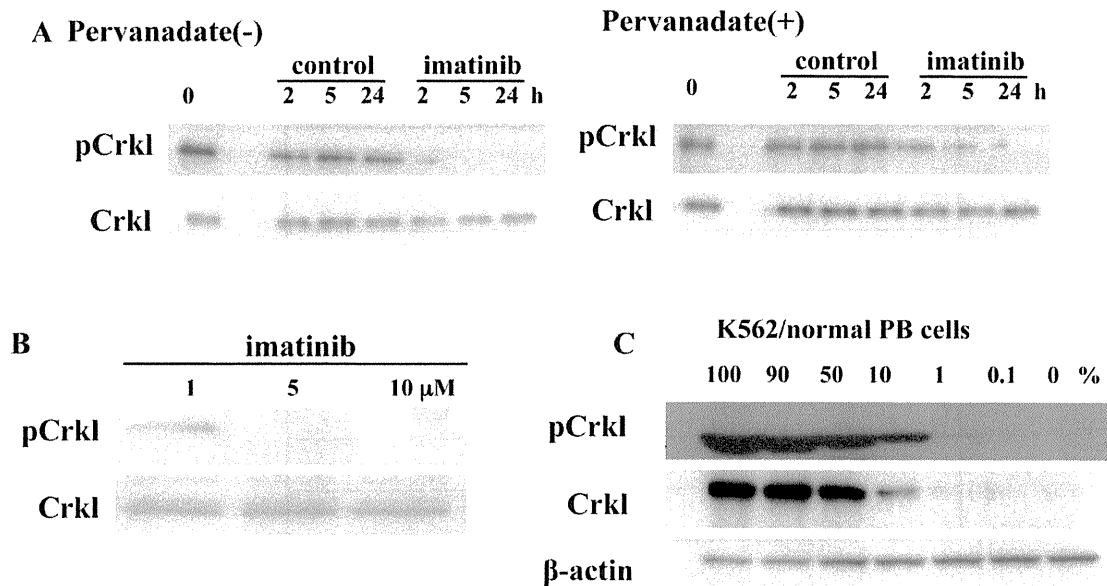 A Pervanadate(-)
control imatinib
0 2 5 24 2 5 24 h
pCrkl
Crkl
Pervanadate(+)
control imatinib
0 2 5 24 2 5 24 h
pCrkl
Crkl
B
imatinib
1 5 10 μM
pCrkl
Crkl
C
K562/normal PB cells
100 90 50 10 1 0.1 0 %
pCrkl
Crkl
β-actin